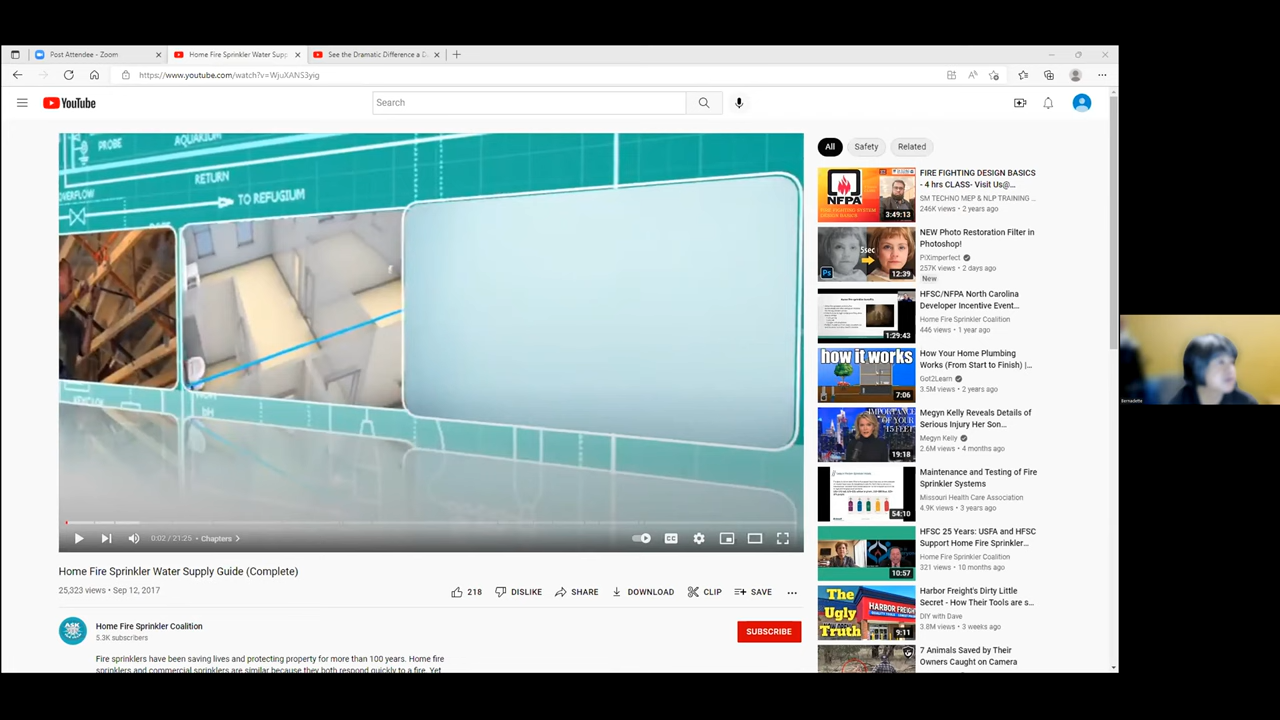 Post Attendee - Zoom
Home Fire Sprinkler Water Supp
See the Dramatic Difference a D
https://www.youtube.com/watch?v=WjuXANS3yig
YouTube
Search
PROBE
AQUARIUM
RETURN
TO REFUGIUM
0:02 / 21:25 • Chapters
CC
Home Fire Sprinkler Water Supply Guide (Complete)
25,323 views • Sep 12, 2017
218
DISLIKE
SHARE
DOWNLOAD
CLIP
SAVE
ASK
Home Fire Sprinkler Coalition
5.3K subscribers
SUBSCRIBE
Fire sprinklers have been saving lives and protecting property for more than 100 years. Home fire
sprinklers and commercial sprinklers are similar because they both respond quickly to a fire. Yet
All
Safety
Related
NFPA
3:49:13
FIRE FIGHTING DESIGN BASICS
- 4 hrs CLASS- Visit Us@...
SM TECHNO MEP & NLP TRAINING ...
246K views • 2 years ago
5sec
Ps
12:39
NEW Photo Restoration Filter in
Photoshop!
PiXimperfect
257K views • 2 days ago
New
1:29:43
HFSC/NFPA North Carolina
Developer Incentive Event...
Home Fire Sprinkler Coalition
446 views • 1 year ago
how it works
7:06
How Your Home Plumbing
Works (From Start to Finish) |...
Got2Learn
3.5M views • 2 years ago
IMPORTANCE
OF YOUR
15 FEET
19:18
Megyn Kelly Reveals Details of
Serious Injury Her Son...
Megyn Kelly
2.6M views • 4 months ago
54:10
Maintenance and Testing of Fire
Sprinkler Systems
Missouri Health Care Association
4.9K views • 3 years ago
10:57
HFSC 25 Years: USFA and HFSC
Support Home Fire Sprinkler...
Home Fire Sprinkler Coalition
321 views • 10 months ago
The
Ugly
Truth
HARBOR FREIGHT
9:11
Harbor Freight's Dirty Little
Secret - How Their Tools are s...
DIY with Dave
3.8M views • 3 weeks ago
7 Animals Saved by Their
Owners Caught on Camera
Bernadette